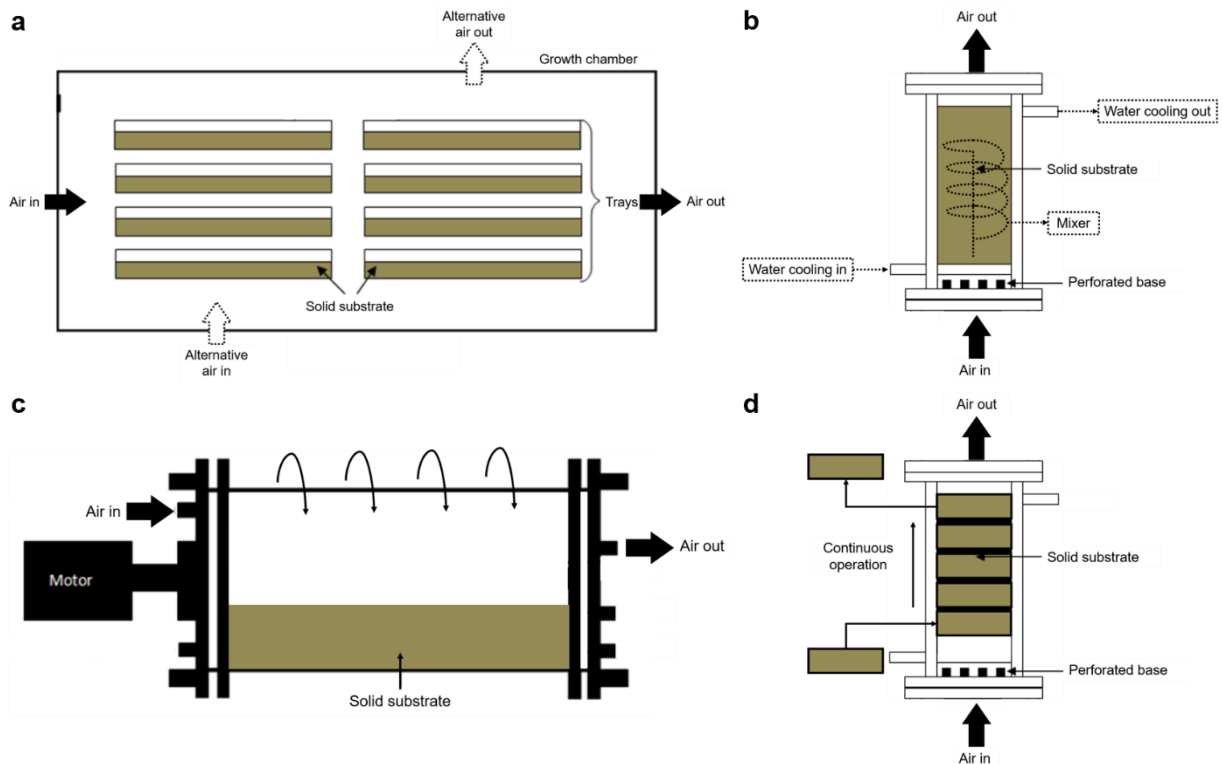 a
Alternative
air out
Growth chamber
Air in
Trays
Air out
Solid substrate
Alternative
air in
b
Air out
Water cooling out
Solid substrate
Mixer
Water cooling in
Perforated base
Air in
c
Air in
Motor
Air out
Solid substrate
d
Air out
Continuous
operation
Solid substrate
Perforated base
Air in